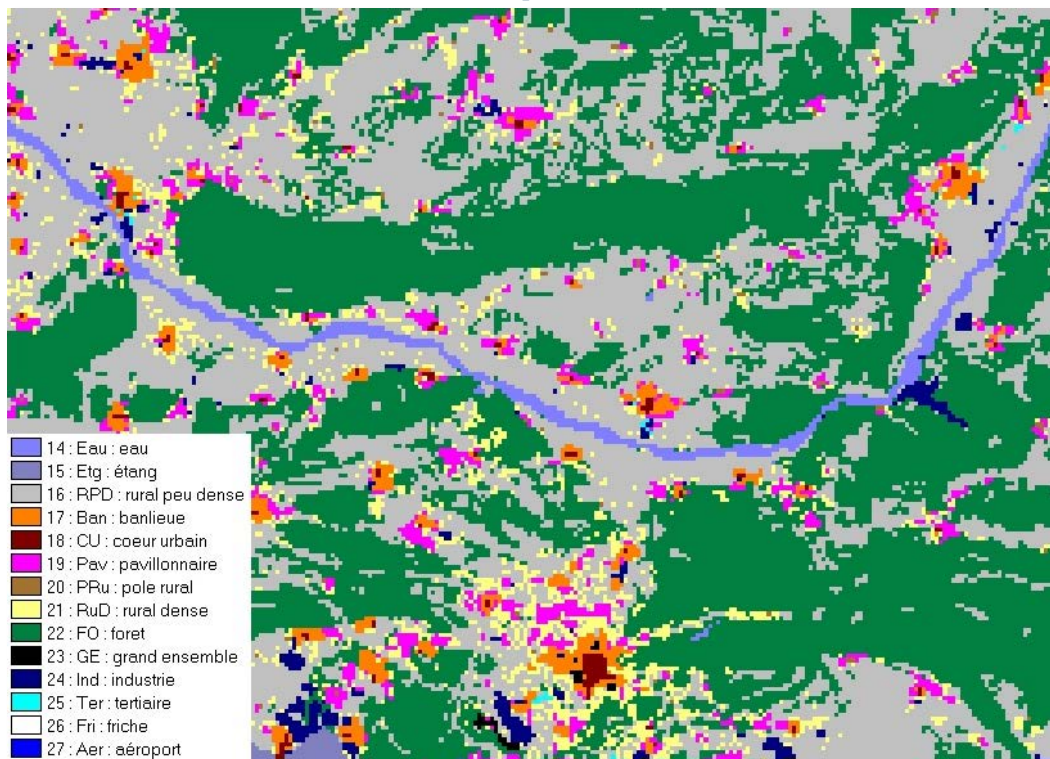 14 : Eau : eau
15 : Etg : étang
16 : RPD : rural peu dense
17 : Ban : banlieue
18 : CU : coeur urbain
19 : Pav : pavillonnaire
20 : PRu : pole rural
21 : RuD : rural dense
22 : FO : foret
23 : GE : grand ensemble
24 : Ind : industrie
25 : Ter : tertiaire
26 : Fri : friche
27 : Aer : aéroport